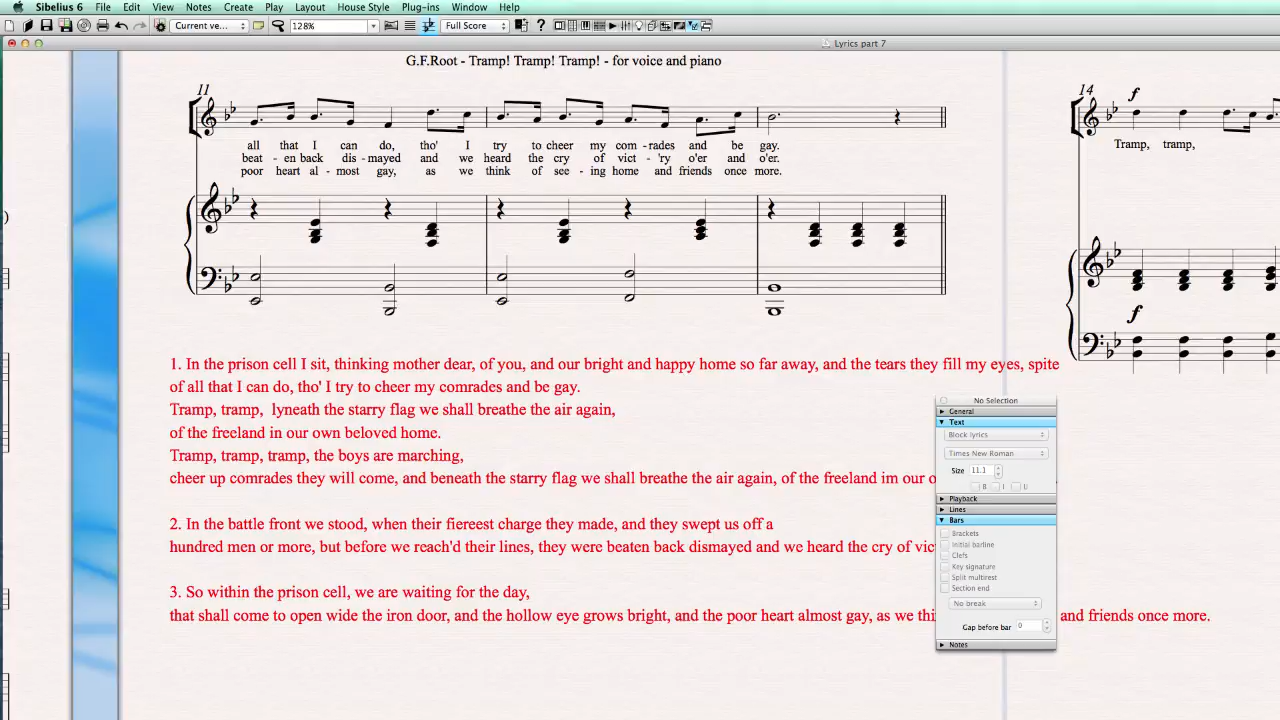 Sibelius 6 File Edit View Notes Create Play Layout House Style Plug-ins Window Help
Current ve... 128% Full Score ?
Lyrics part 7
G.F.Root - Tramp! Tramp! Tramp! - for voice and piano
11
14
f
all that I can do, tho' I try to cheer my com - rades and be gay.
Tramp, tramp,
beat - en back dis - mayed and we heard the cry of vict - 'ry o'er and o'er.
poor heart al - most gay, as we think of see - ing home and friends once more.
f
f
1. In the prison cell I sit, thinking mother dear, of you, and our bright and happy home so far away, and the tears they fill my eyes, spite
of all that I can do, tho' I try to cheer my comrades and be gay.
Tramp, tramp, lyneath the starry flag we shall breathe the air again,
of the freeland in our own beloved home.
Tramp, tramp, tramp, the boys are marching,
cheer up comrades they will come, and beneath the starry flag we shall breathe the air again, of the freeland im our o
2. In the battle front we stood, when their fiereest charge they made, and they swept us off a
hundred men or more, but before we reach'd their lines, they were beaten back dismayed and we heard the cry of vic
3. So within the prison cell, we are waiting for the day,
that shall come to open wide the iron door, and the hollow eye grows bright, and the poor heart almost gay, as we thi and friends once more.
No Selection
General
Text
Block lyrics
Times New Roman
Size 11.1
B I U
Playback
Lines
Bars
Brackets
Initial barline
Clefs
Key signature
Split multirest
Section end
No break
Gap before bar 0
Notes